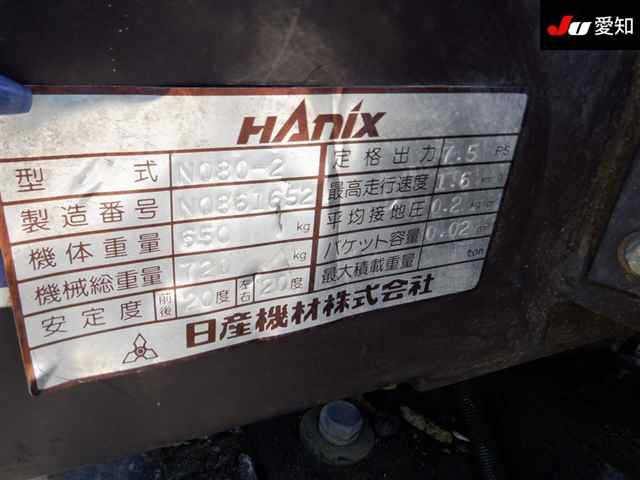 JU 愛知
HANIX
型式 N080-2
製造番号 N0861652
機体重量 650 kg
機械総重量 720 kg
安定度 前後 20度 左右 20度
定格出力 7.5 PS
最高走行速度 1.6
平均接地圧 0.2
バケット容量 0.02
最大積載重量 ton
日産機材株式会社